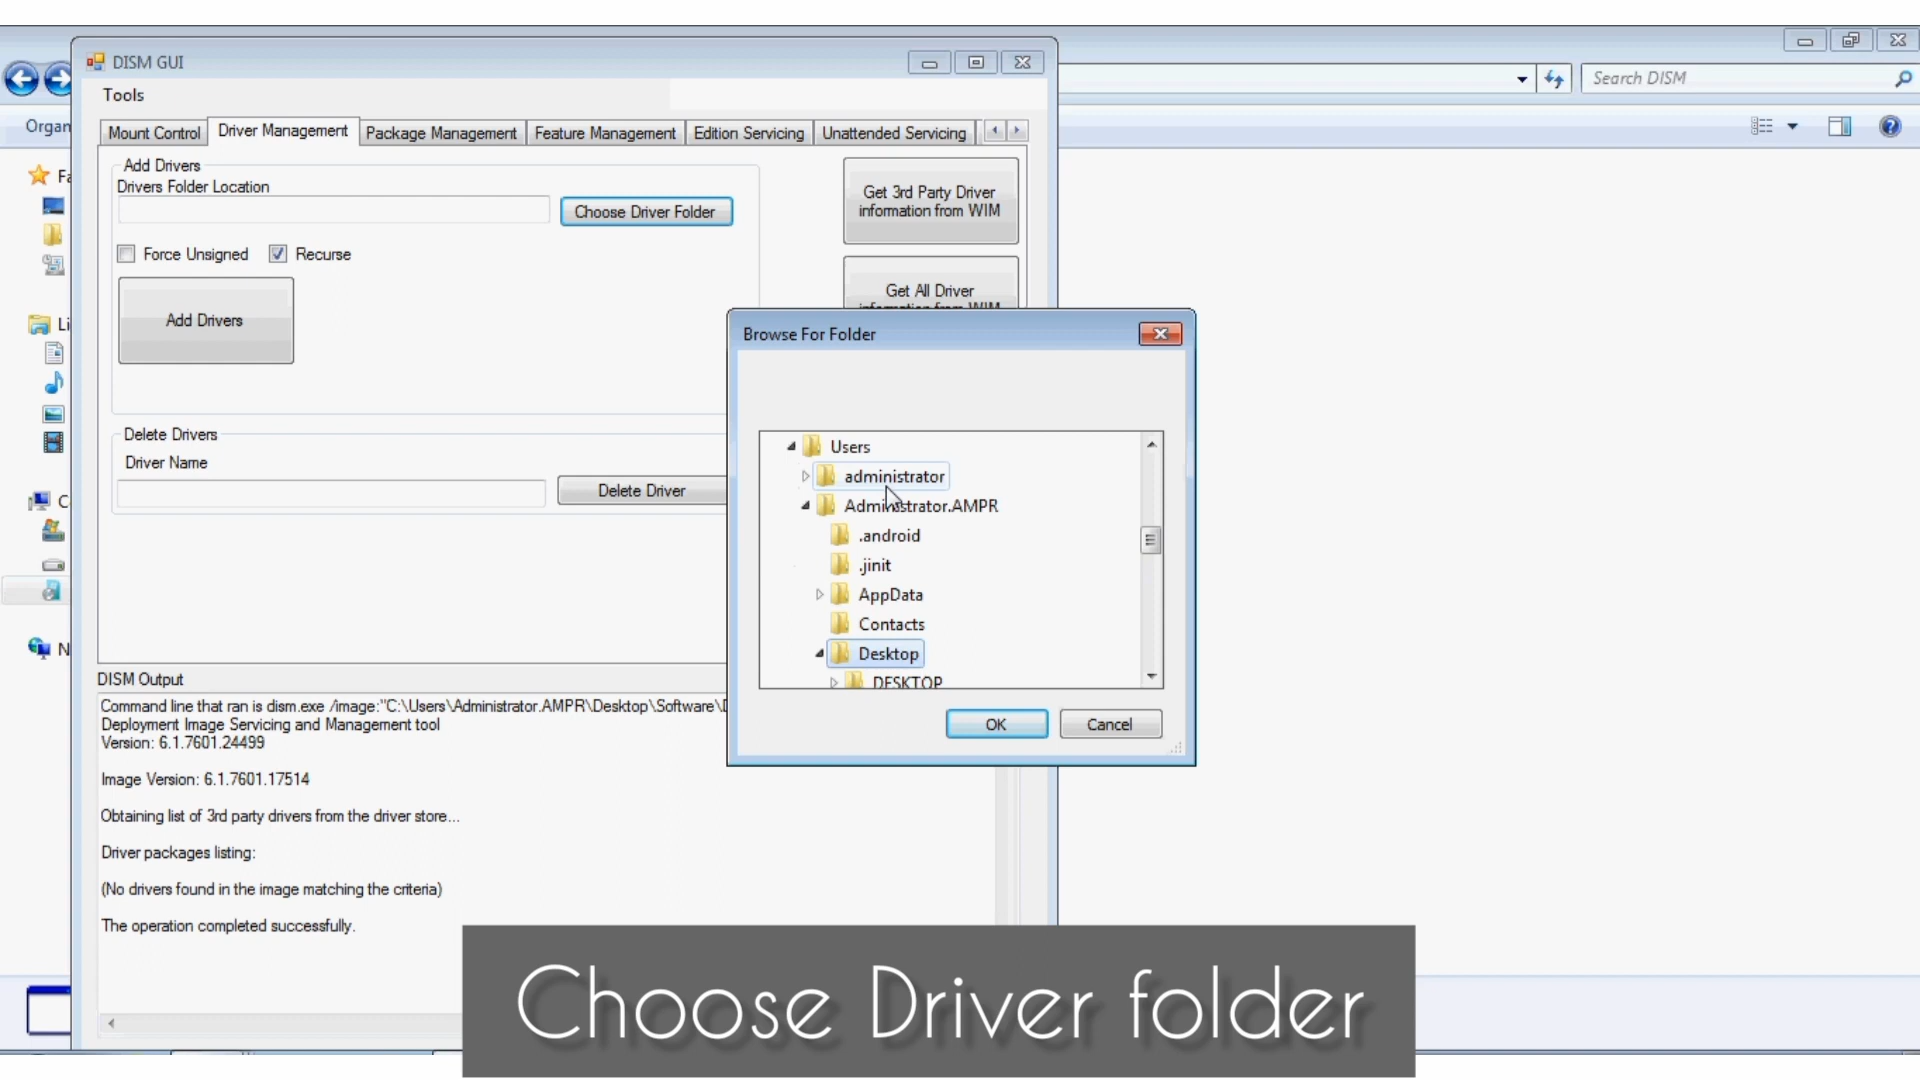 DISM GUI
Tools
Search DISM
Organ
Mount Control
Driver Management
Package Management
Feature Management
Edition Servicing
Unattended Servicing
Fa
Add Drivers
Drivers Folder Location
Choose Driver Folder
Get 3rd Party Driver
information from WIM
Force Unsigned
Recurse
Get All Driver
information from WIM
Add Drivers
Li
Browse For Folder
Delete Drivers
Driver Name
Delete Driver
Users
administrator
Administrator.AMPR
.android
.jinit
AppData
Contacts
Desktop
DESKTOP
OK
Cancel
C
N
DISM Output
Command line that ran is dism.exe /image:"C:\Users\Administrator.AMPR\Desktop\Software\D
Deployment Image Servicing and Management tool
Version: 6.1.7601.24499
Image Version: 6.1.7601.17514
Obtaining list of 3rd party drivers from the driver store...
Driver packages listing:
(No drivers found in the image matching the criteria)
The operation completed successfully.
Choose Driver folder